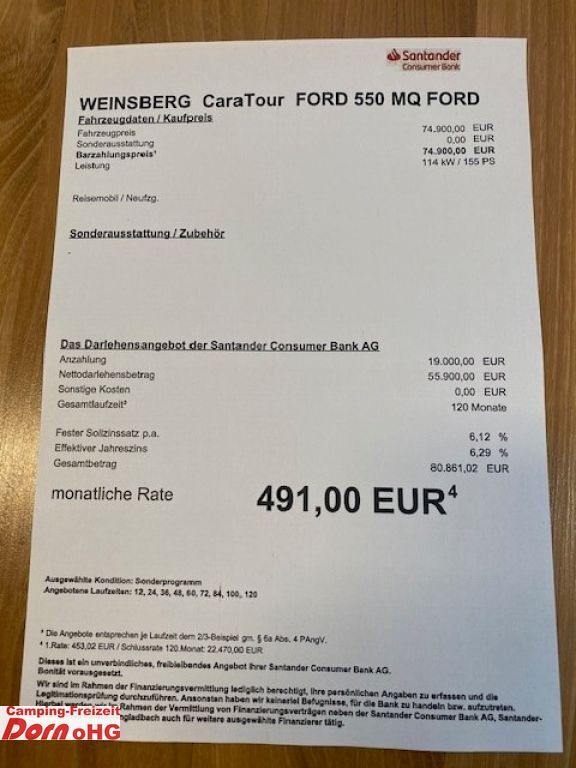 Santander
Consumer Bank
WEINSBERG CaraTour FORD 550 MQ FORD
Fahrzeugdaten / Kaufpreis
Fahrzeugpreis 74.900,00 EUR
Sonderausstattung 0,00 EUR
Barzahlungspreis¹ 74.900,00 EUR
Leistung 114 kW / 155 PS
Reisemobil / Neufzg.
Sonderausstattung / Zubehör
-
Das Darlehensangebot der Santander Consumer Bank AG
Anzahlung 19.000,00 EUR
Nettodarlehensbetrag 55.900,00 EUR
Sonstige Kosten 0,00 EUR
Gesamtlaufzeit³ 120 Monate
Fester Sollzinssatz p.a. 6,12 %
Effektiver Jahreszins 6,29 %
Gesamtbetrag 80.861,02 EUR
monatliche Rate 491,00 EUR⁴
Ausgewählte Kondition: Sonderprogramm
Angebotene Laufzeiten: 12, 24, 36, 48, 60, 72, 84, 100, 120
³ Die Angebote entsprechen je Laufzeit dem 2/3-Beispiel gm. § 6a Abs. 4 PAngV.
⁴ 1.Rate: 453,02 EUR / Schlussrate 120.Monat: 22.470,00 EUR
Dieses ist ein unverbindliches, freibleibendes Angebot Ihrer Santander Consumer Bank AG.
Bonität vorausgesetzt.
Wir sind im Rahmen der Finanzierungsvermittlung lediglich berechtigt, Ihre persönlichen Angaben zu erfassen und die
Legitimationsprüfung durchzuführen. Ansonsten haben wir keinerlei Befugnisse, für die Bank zu handeln bzw. aufzutreten.
Hierbei werden wir im Rahmen der Vermittlung von Finanzierungsverträgen neben der Santander Consumer Bank AG, Santander-
gladbach auch für weitere ausgewählte Finanzierer tätig.
Camping-Freizeit
Dorn oHG